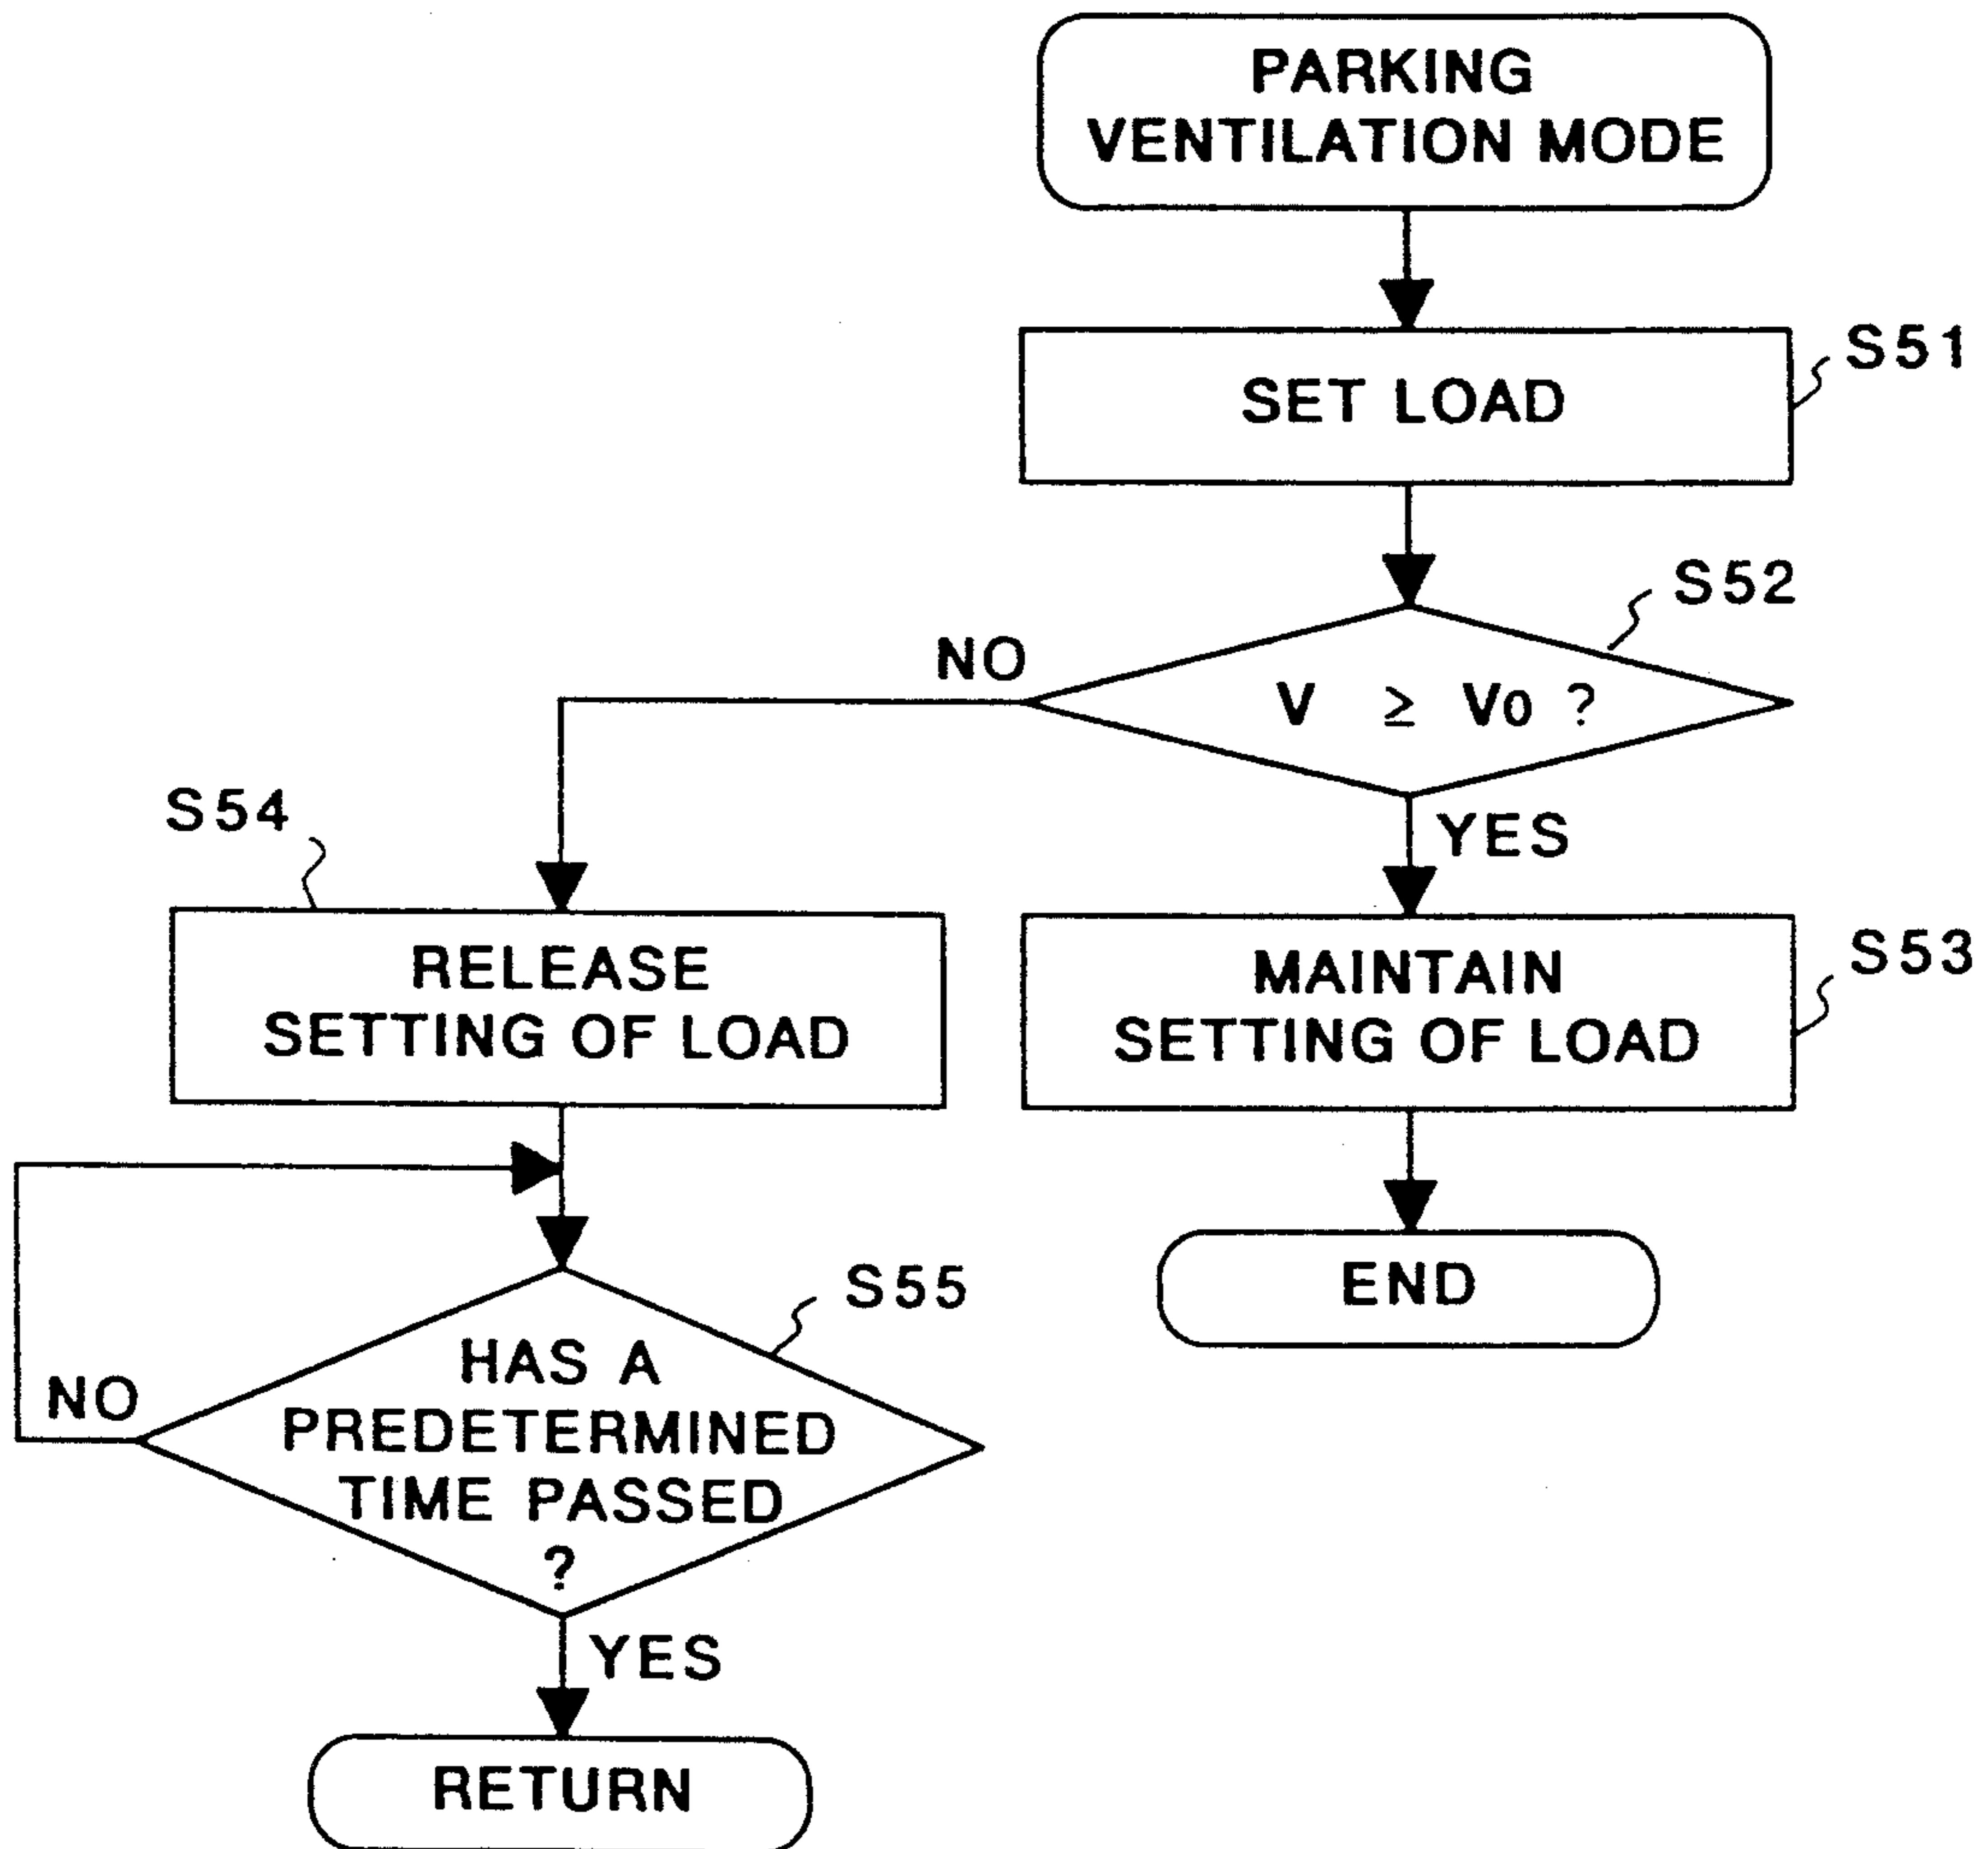 PARKING
VENTILATION MODE
SET LOAD
S51
S52
V ≥ V0 ?
NO
YES
S54
RELEASE
SETTING OF LOAD
MAINTAIN
SETTING OF LOAD
S53
END
S55
HAS A
PREDETERMINED
TIME PASSED
?
NO
YES
RETURN